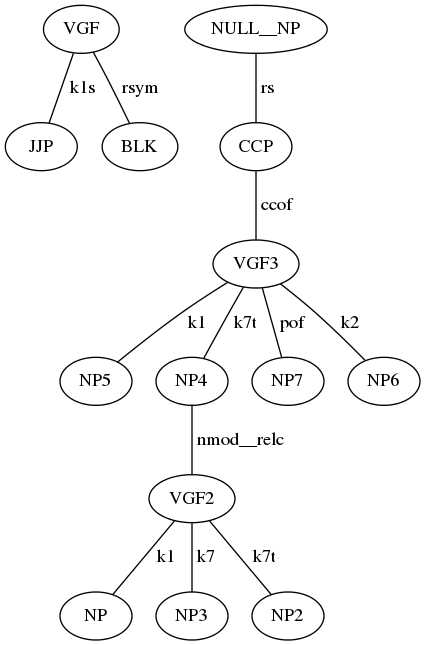 VGF NULL__NP
k1s rsym rs
JJP BLK CCP
ccof
VGF3
k1 k7t pof k2
NP5 NP4 NP7 NP6
nmod__relc
VGF2
k1 k7 k7t
NP NP3 NP2